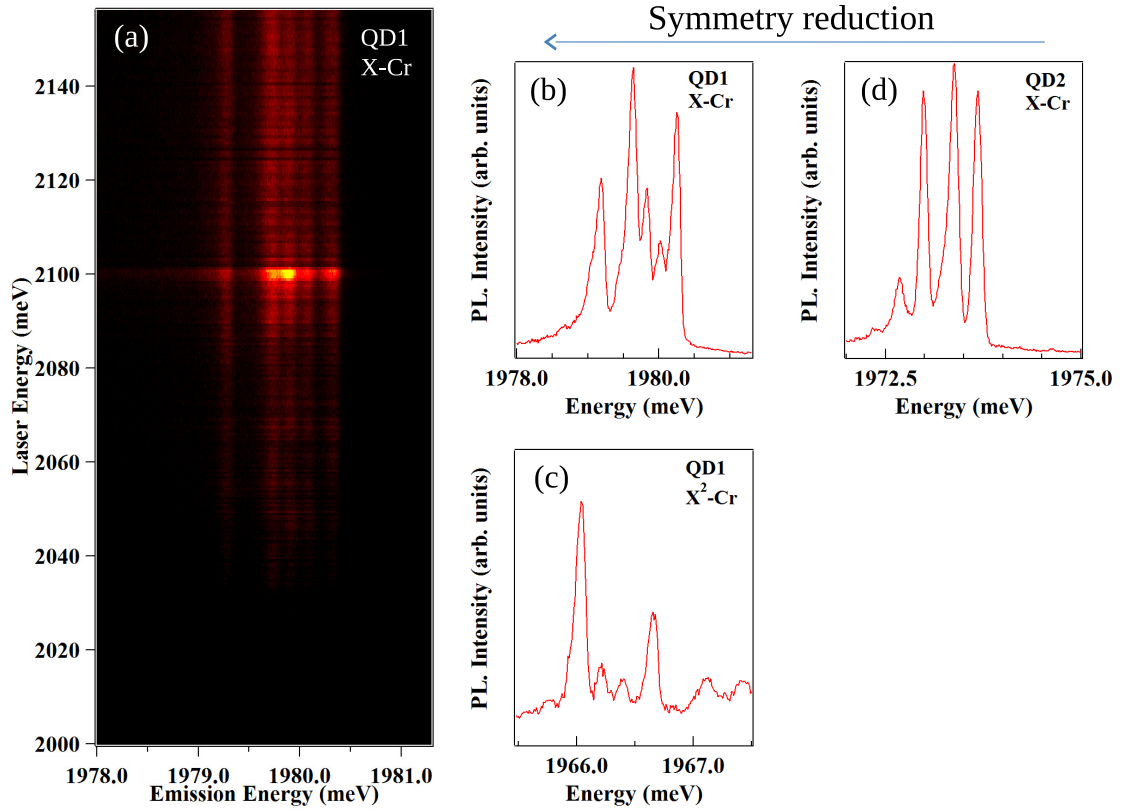 Symmetry reduction
(a)
QD1
X-Cr
Laser Energy (meV)
2140
2120
2100
2080
2060
2040
2020
2000
1978.0 1979.0 1980.0 1981.0
Emission Energy (meV)
(b)
QD1
X-Cr
PL. Intensity (arb. units)
1978.0 1980.0
Energy (meV)
(d)
QD2
X-Cr
PL. Intensity (arb. units)
1972.5 1975.0
Energy (meV)
(c)
QD1
X²-Cr
PL. Intensity (arb. units)
1966.0 1967.0
Energy (meV)